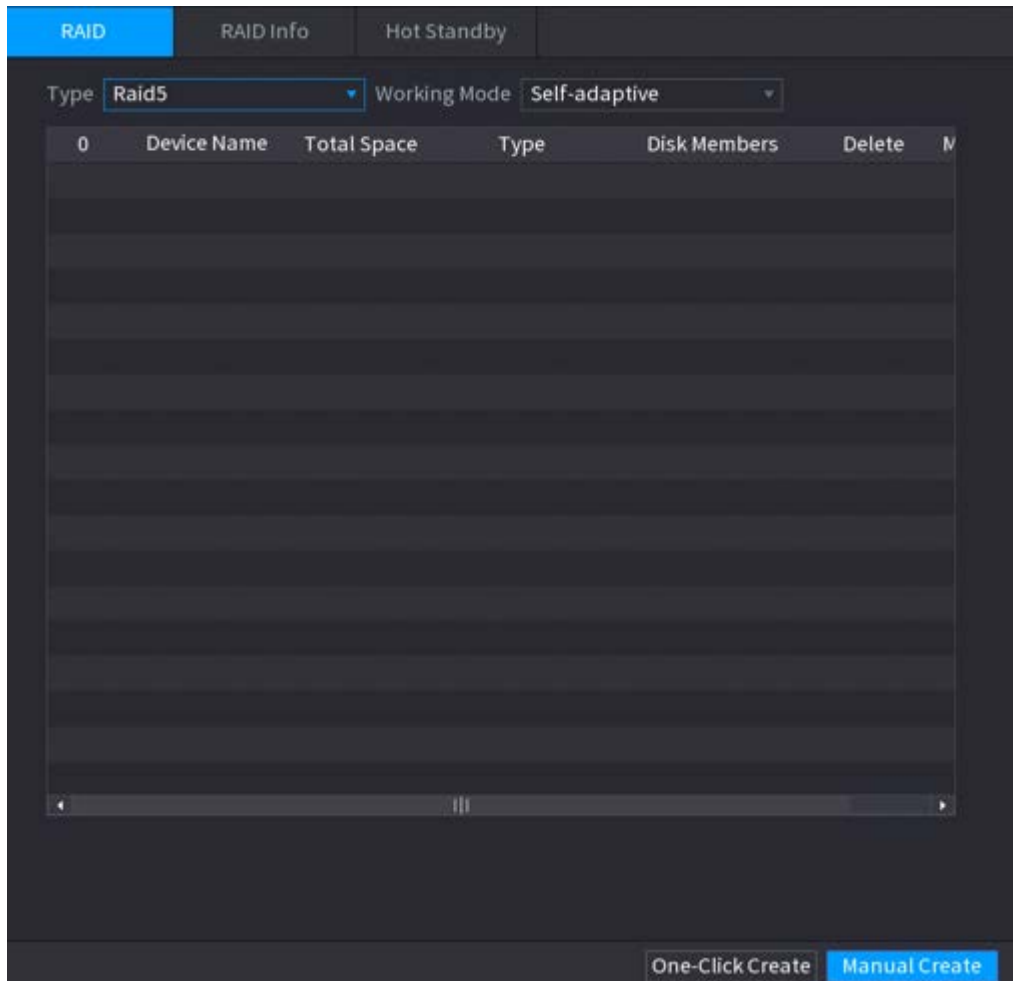 RAID RAID Info Hot Standby
Type Raid5 Working Mode Self-adaptive
0 Device Name Total Space Type Disk Members Delete
One-Click Create Manual Create